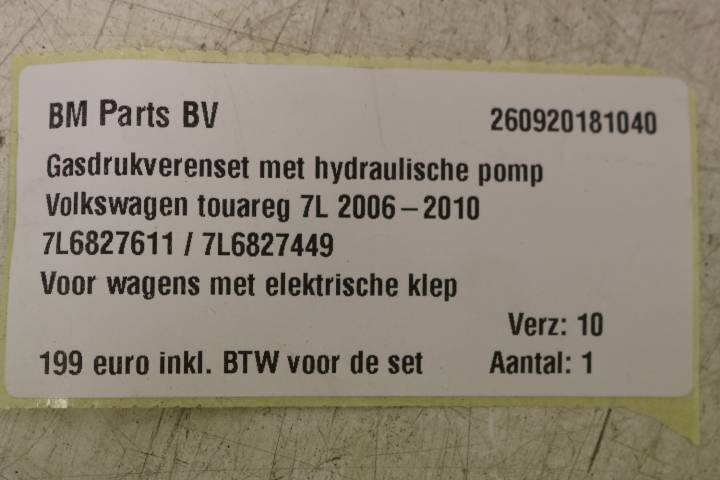 BM Parts BV 260920181040
Gasdrukverenset met hydraulische pomp
Volkswagen touareg 7L 2006 – 2010
7L6827611 / 7L6827449
Voor wagens met elektrische klep
Verz: 10
199 euro inkl. BTW voor de set Aantal: 1